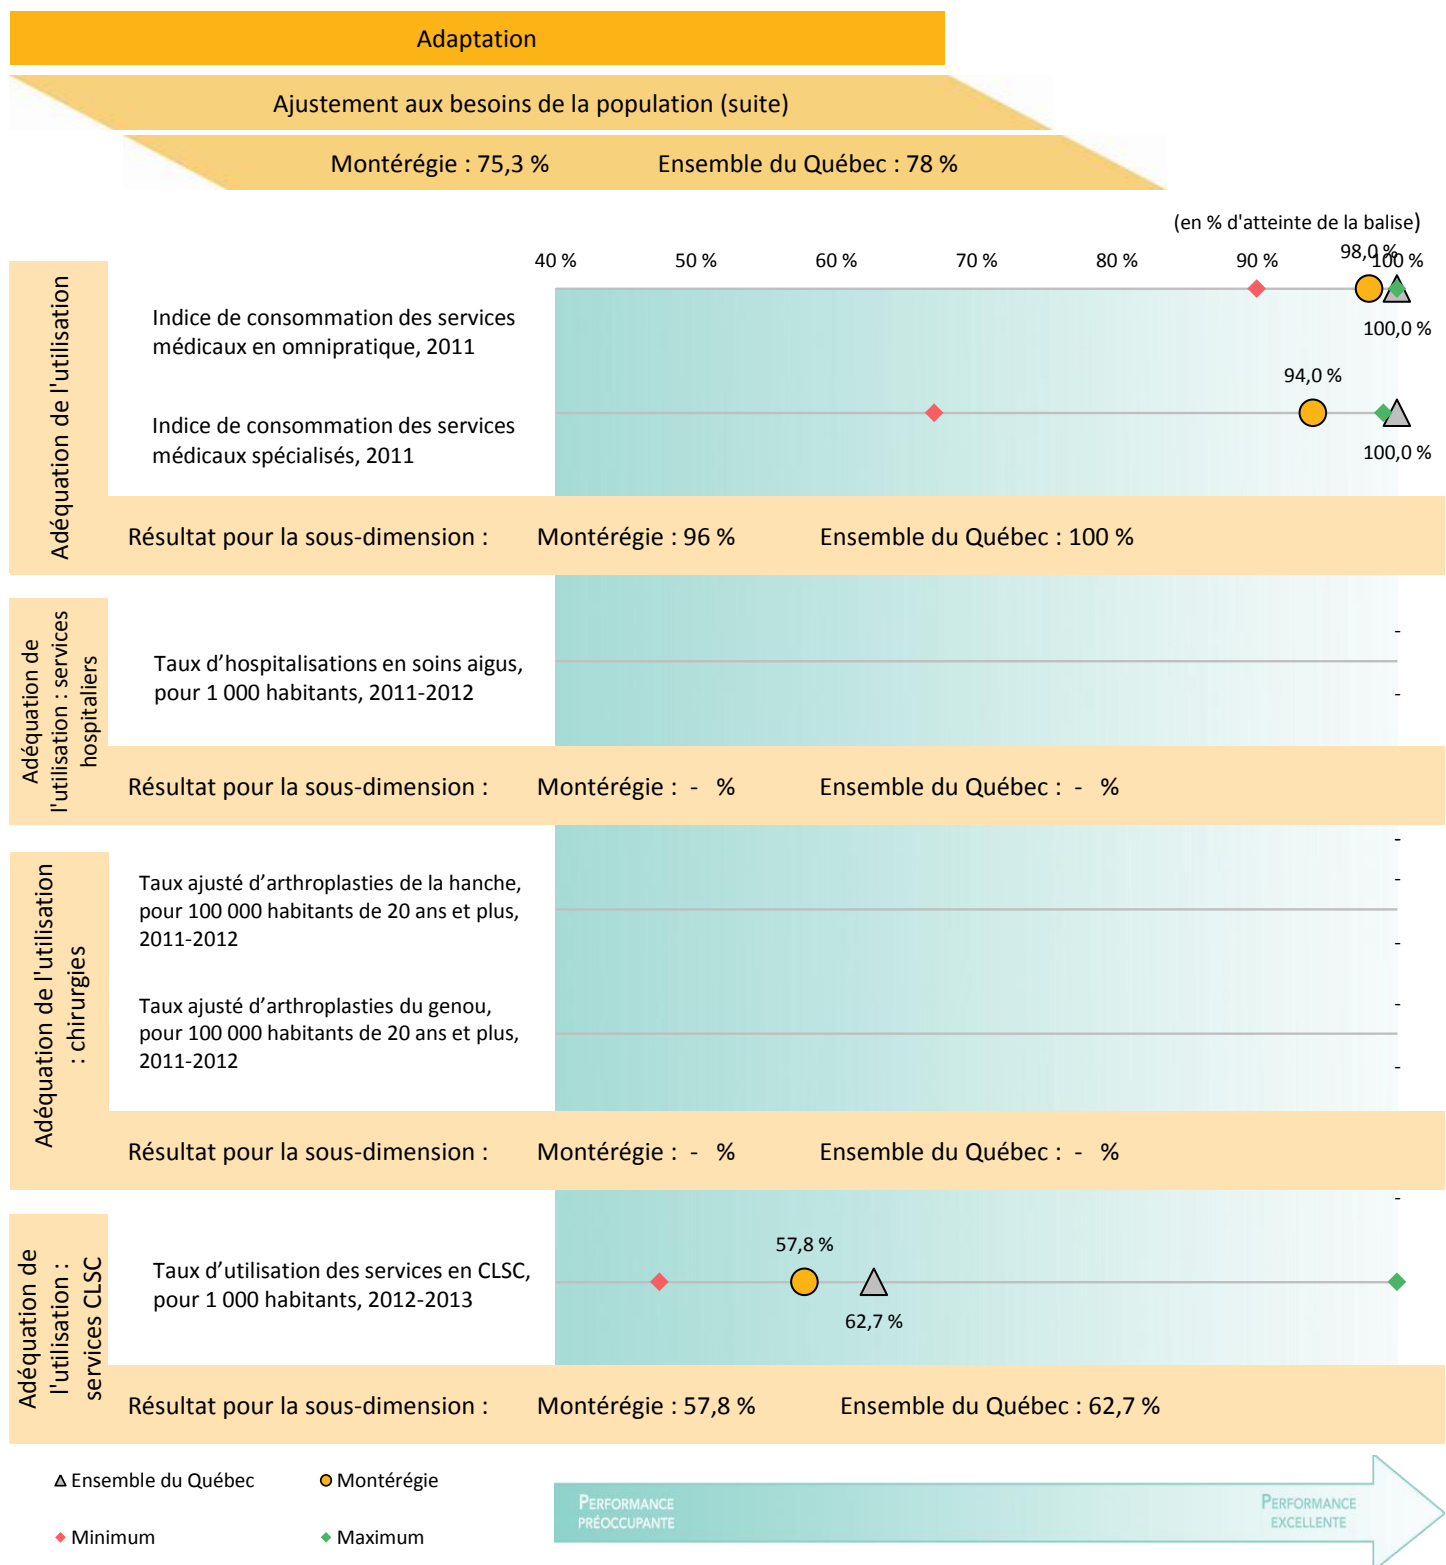 Adaptation
Ajustement aux besoins de la population (suite)
Montérégie : 75,3 % Ensemble du Québec : 78 %
(en % d'atteinte de la balise)
40 % 50 % 60 % 70 % 80 % 90 % 100 %
Adéquation de l'utilisation
98,0 %
Indice de consommation des services
médicaux en omnipratique, 2011
100,0 %
94,0 %
Indice de consommation des services
médicaux spécialisés, 2011
100,0 %
Résultat pour la sous-dimension : Montérégie : 96 % Ensemble du Québec : 100 %
Adéquation de
l'utilisation : services
hospitaliers
-
Taux d’hospitalisations en soins aigus,
pour 1 000 habitants, 2011-2012
-
Résultat pour la sous-dimension : Montérégie : - % Ensemble du Québec : - %
Adéquation de l'utilisation
: chirurgies
-
-
Taux ajusté d’arthroplasties de la hanche,
pour 100 000 habitants de 20 ans et plus,
2011-2012
-
-
Taux ajusté d’arthroplasties du genou,
pour 100 000 habitants de 20 ans et plus,
2011-2012
-
Résultat pour la sous-dimension : Montérégie : - % Ensemble du Québec : - %
-
Adéquation de
l'utilisation :
services CLSC
57,8 %
Taux d’utilisation des services en CLSC,
pour 1 000 habitants, 2012-2013
62,7 %
Résultat pour la sous-dimension : Montérégie : 57,8 % Ensemble du Québec : 62,7 %
Ensemble du Québec Montérégie
Minimum Maximum
PERFORMANCE
PRÉOCCUPANTE
PERFORMANCE
EXCELLENTE